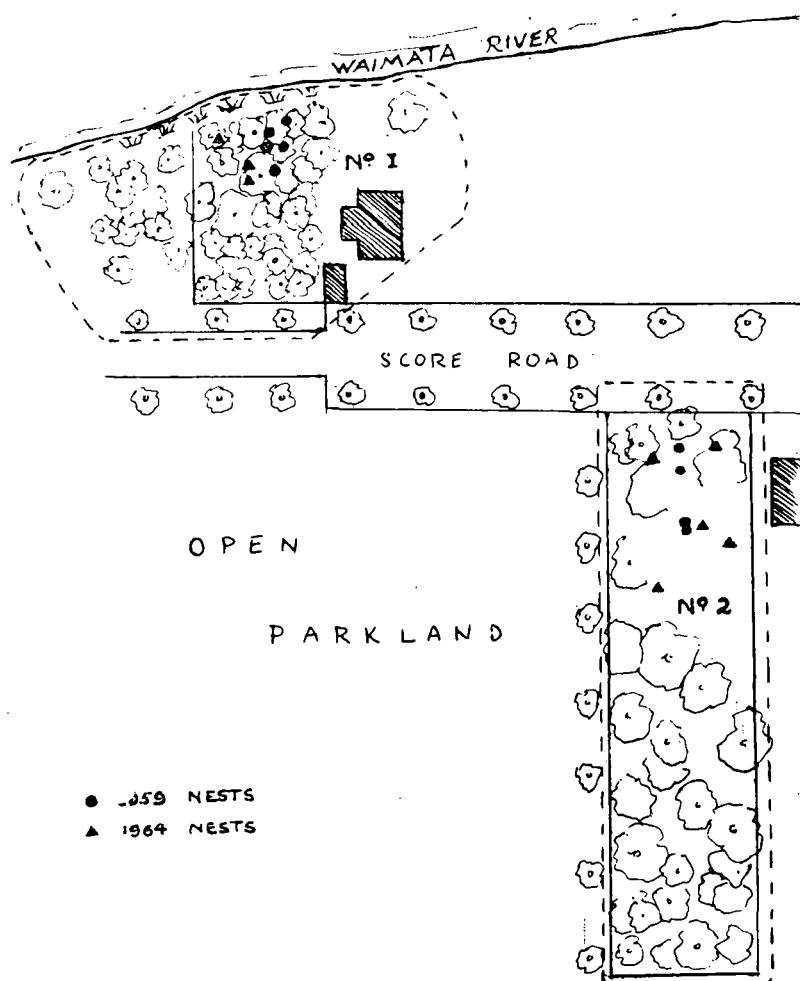 WAIMATA RIVER
Nº I
SCORE ROAD
OPEN
PARKLAND
Nº 2
NESTS
1964 NESTS